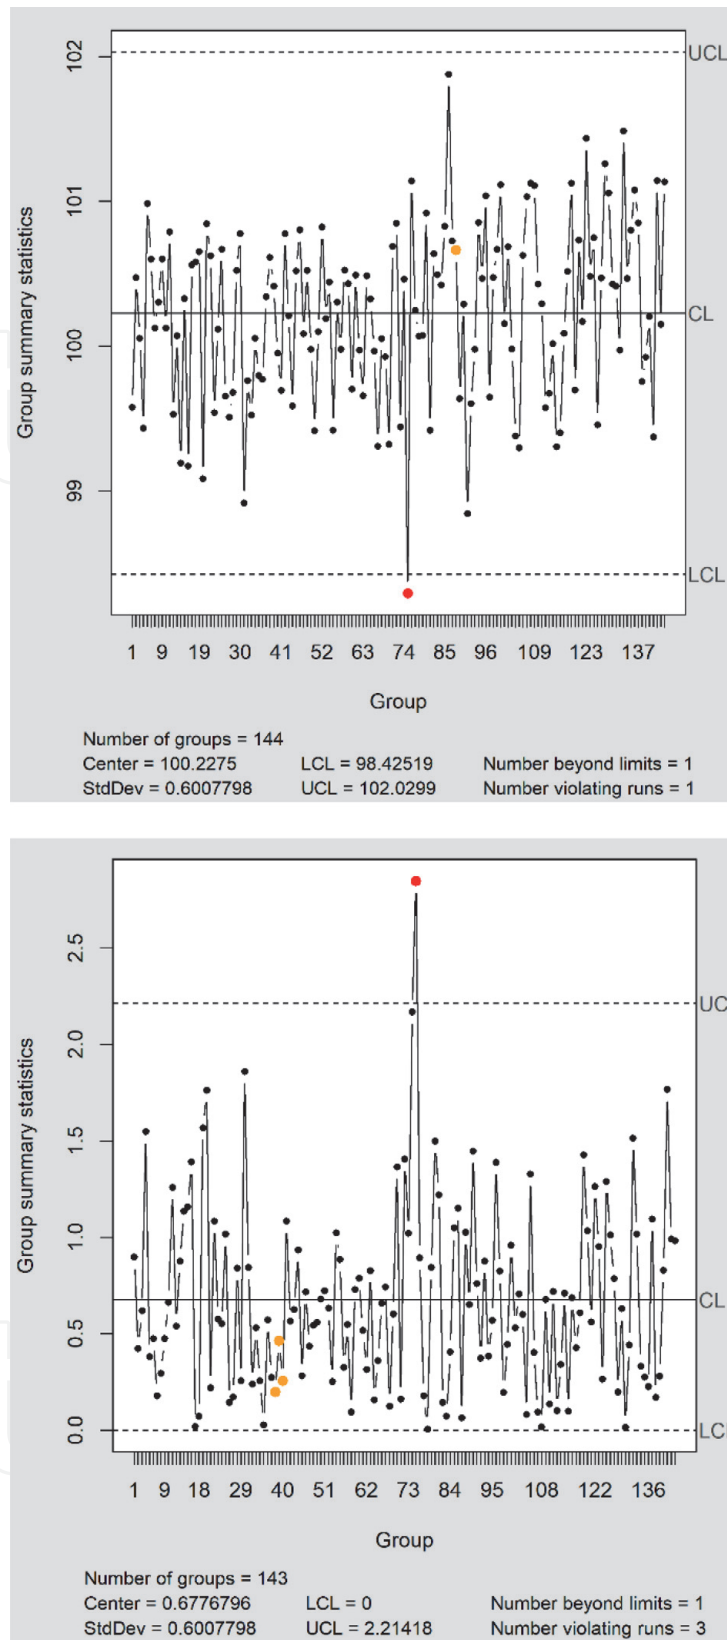 Group summary statistics
102
101
100
99
UCL
CL
LCL
1 9 19 30 41 52 63 74 85 96 109 123 137
Group
Number of groups = 144
Center = 100.2275 LCL = 98.42519 Number beyond limits = 1
StdDev = 0.6007798 UCL = 102.0299 Number violating runs = 1
Group summary statistics
2.5
2.0
1.5
1.0
0.5
0.0
UC
CL
LC
1 9 18 29 40 51 62 73 84 95 108 122 136
Group
Number of groups = 143
Center = 0.6776796 LCL = 0 Number beyond limits = 1
StdDev = 0.6007798 UCL = 2.21418 Number violating runs = 3